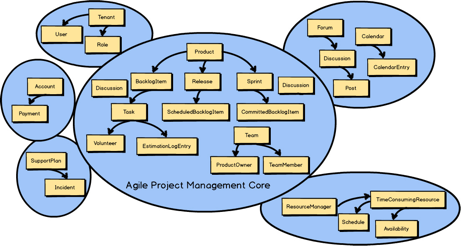 Tenant
User
Role
Account
Payment
SupportPlan
Incident
Product
BacklogItem
Release
Sprint
Discussion
Discussion
Task
ScheduledBacklogItem
CommittedBacklogItem
Volunteer
EstimationLogEntry
Team
ProductOwner
TeamMember
Agile Project Management Core
Forum
Discussion
Post
Calendar
CalendarEntry
ResourceManager
TimeConsumingResource
Schedule
Availability